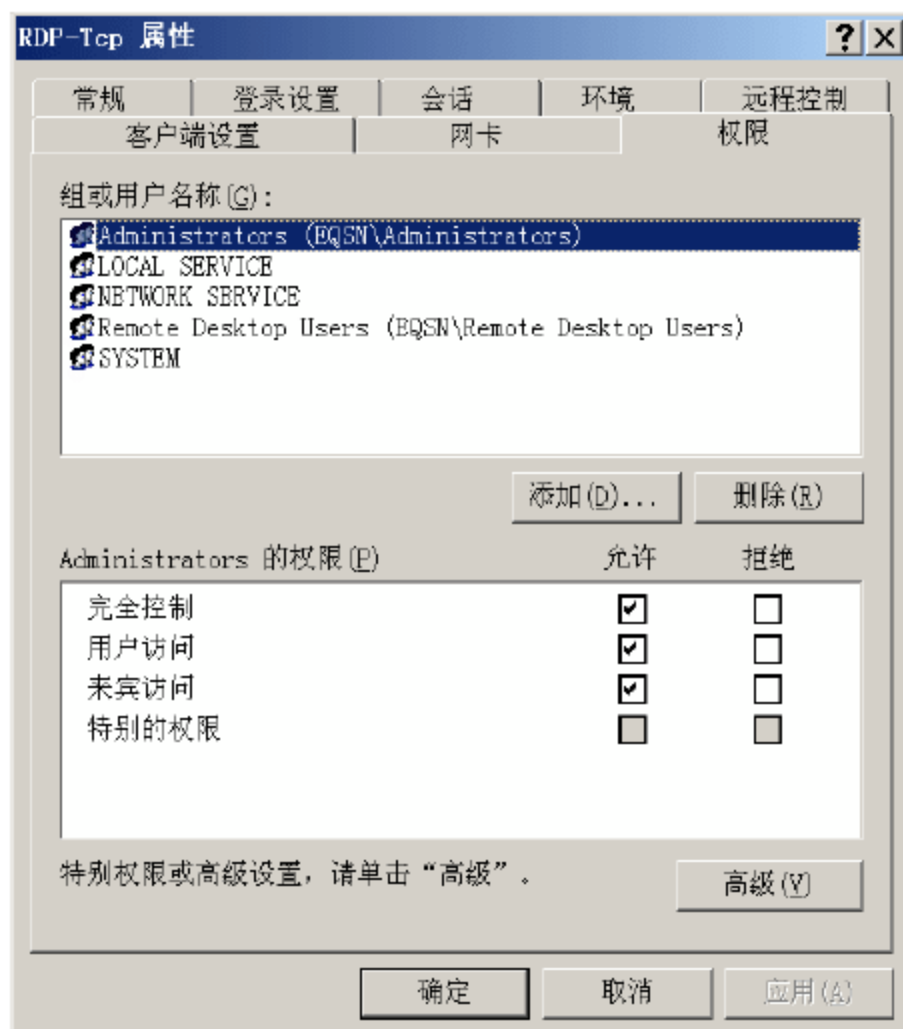 RDP-Tcp 属性
常规 登录设置 会话 环境 远程控制
客户端设置 网卡 权限
组或用户名称(G):
Administrators (EQSN\Administrators)
LOCAL SERVICE
NETWORK SERVICE
Remote Desktop Users (EQSN\Remote Desktop Users)
SYSTEM
添加(D)... 删除(R)
Administrators 的权限(P) 允许 拒绝
完全控制
用户访问
来宾访问
特别的权限
特别权限或高级设置，请单击“高级”。
高级(V)
确定 取消 应用(A)